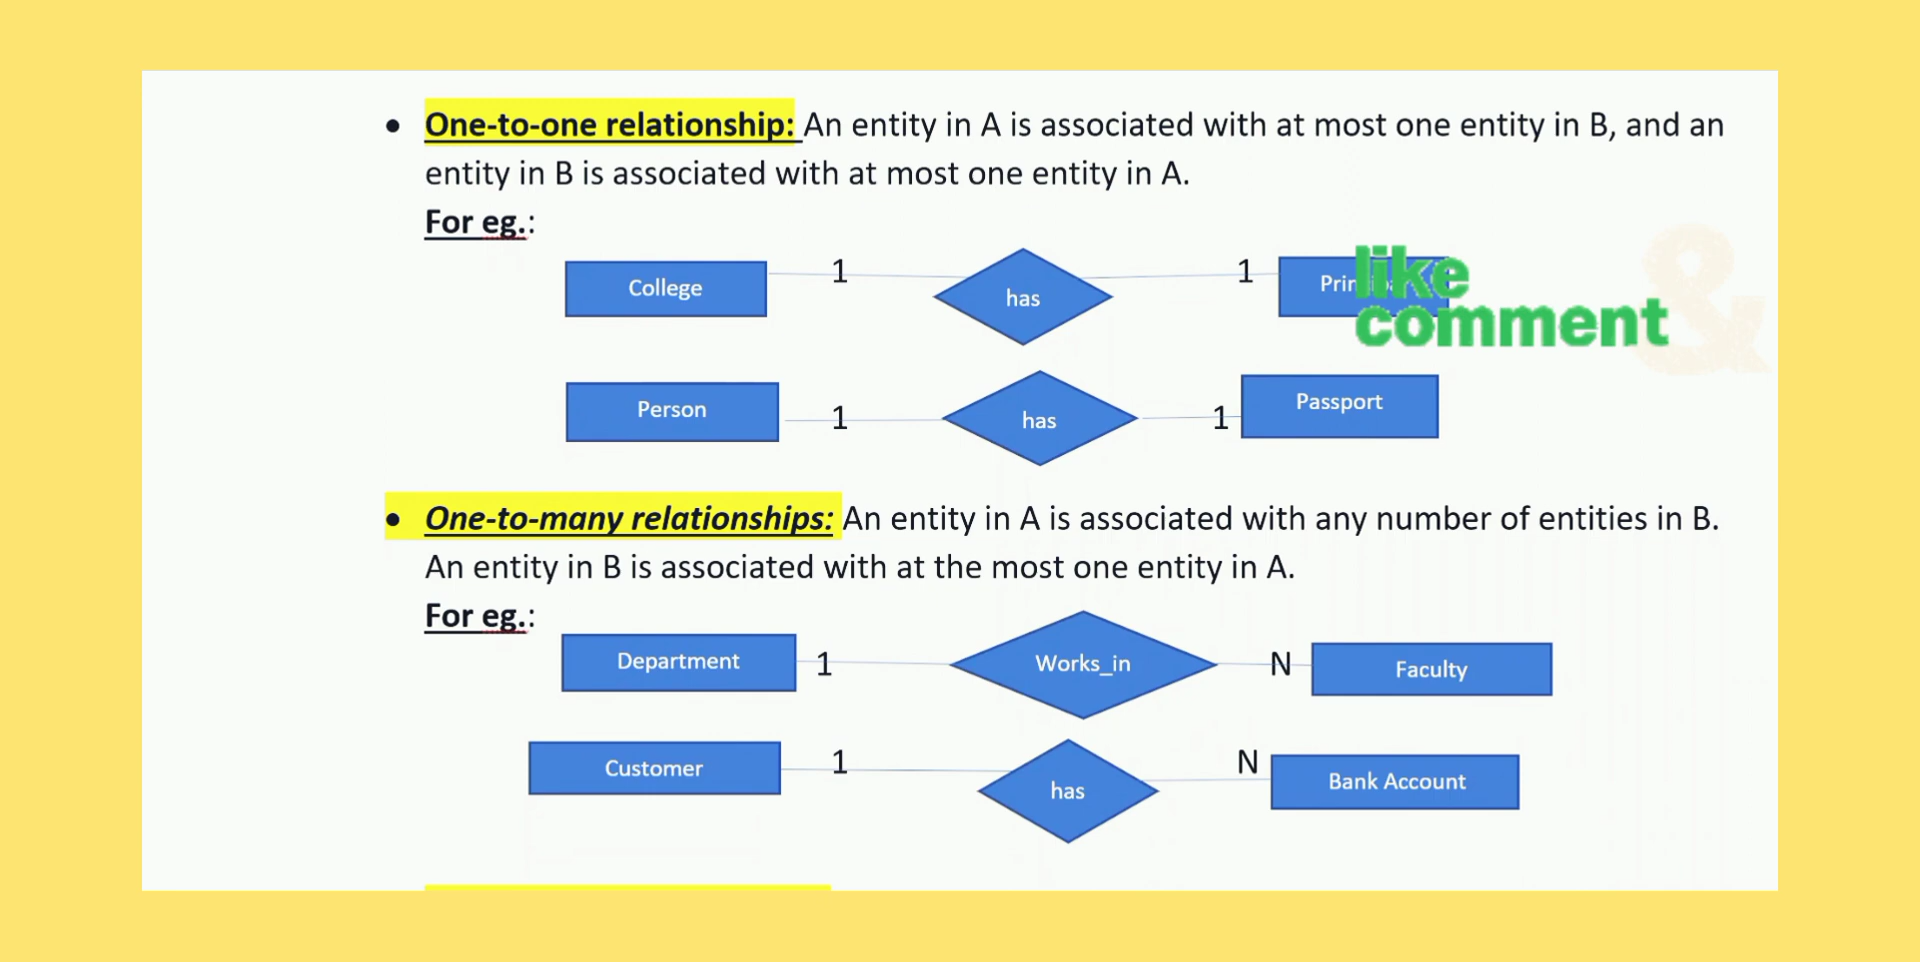 One-to-one relationship: An entity in A is associated with at most one entity in B, and an
entity in B is associated with at most one entity in A.
For eg.:
College 1 has 1
like
comment
&
Person 1 has 1 Passport
One-to-many relationships: An entity in A is associated with any number of entities in B.
An entity in B is associated with at the most one entity in A.
For eg.:
Department 1 Works_in N Faculty
Customer 1 has N Bank Account